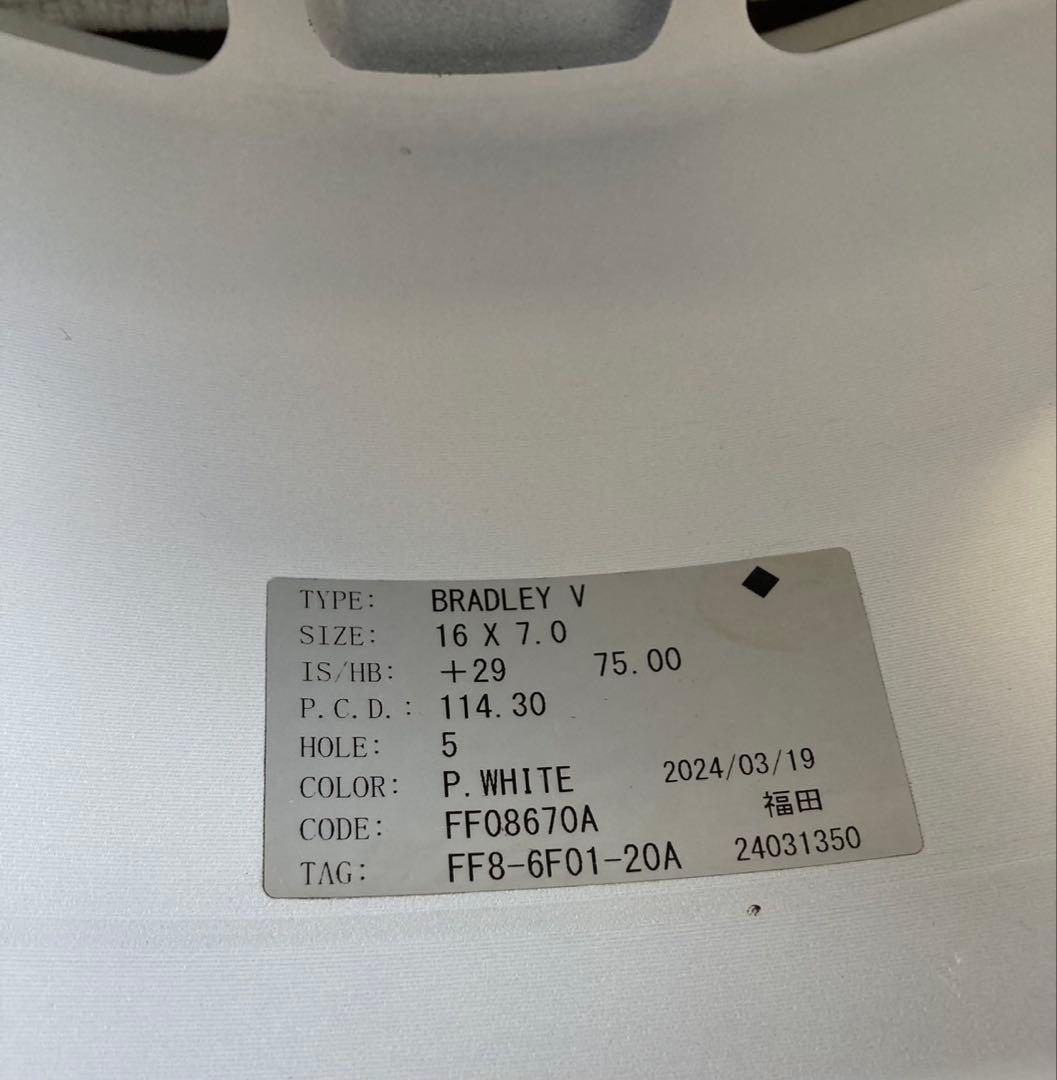 TYPE: BRADLEY V
SIZE: 16 X 7.0
IS/HB: +29 75.00
P.C.D.: 114.30
HOLE: 5
COLOR: P.WHITE 2024/03/19
CODE: FF08670A 福田
TAG: FF8-6F01-20A 24031350